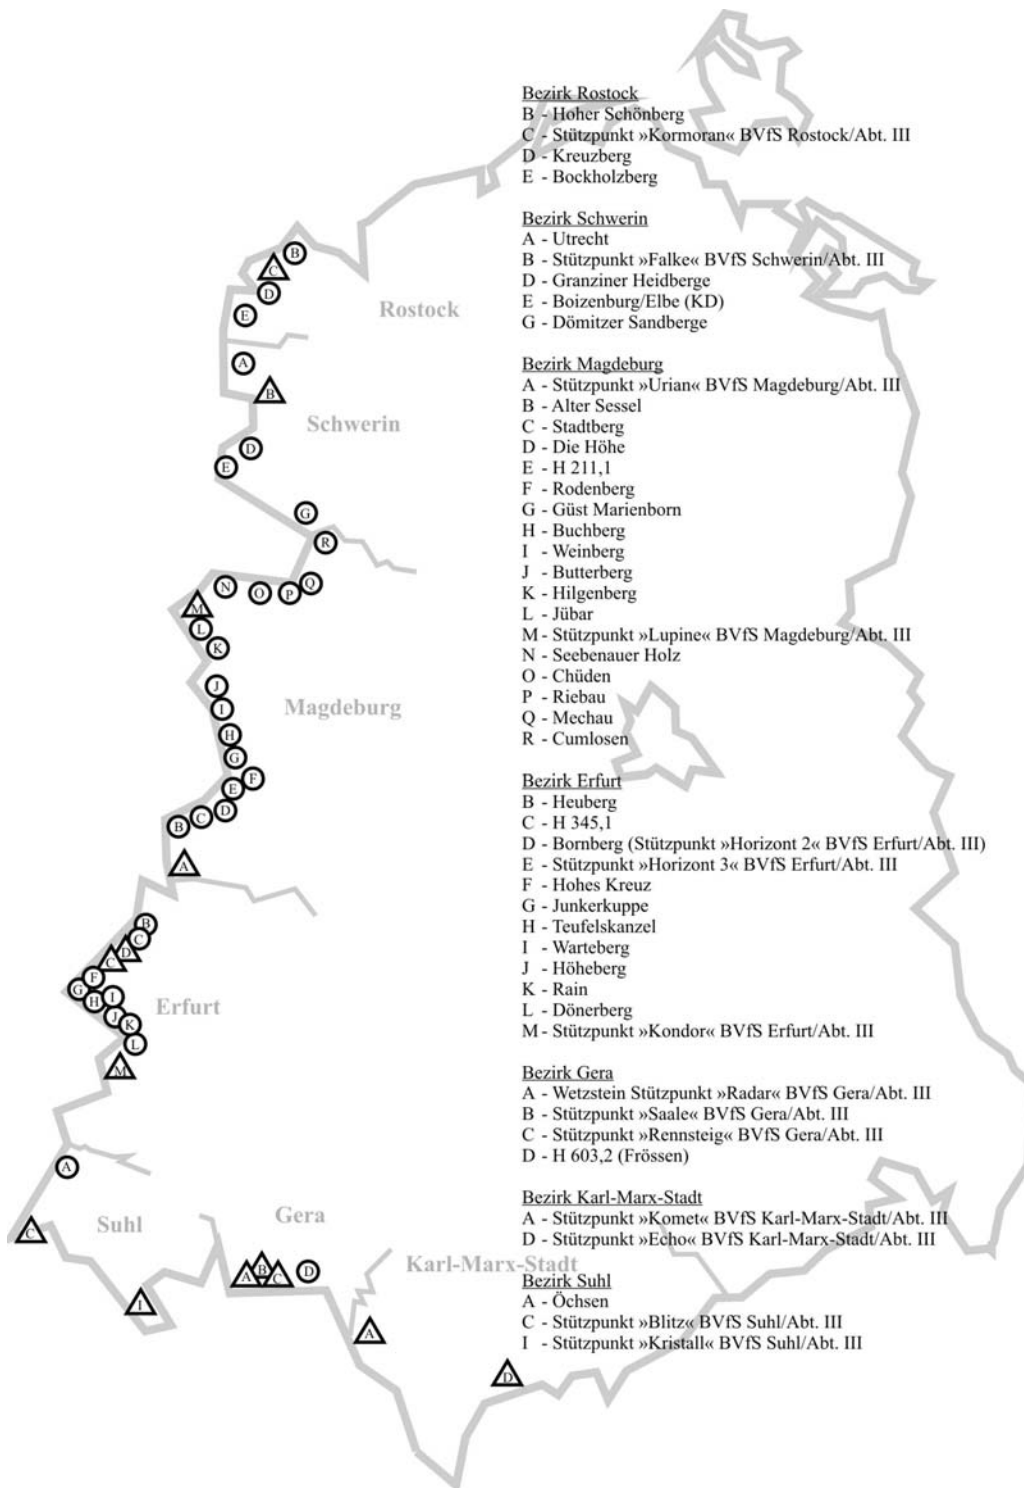 Bezirk Rostock
B - Hoher Schönberg
C - Stützpunkt »Kormoran« BVfS Rostock/Abt. III
D - Kreuzberg
E - Bockholzberg
Bezirk Schwerin
A - Utrecht
B - Stützpunkt »Falke« BVfS Schwerin/Abt. III
D - Granziner Heidberge
E - Boizenburg/Elbe (KD)
G - Dömitzer Sandberge
Bezirk Magdeburg
A - Stützpunkt »Urian« BVfS Magdeburg/Abt. III
B - Alter Sessel
C - Stadtberg
D - Die Höhe
E - H 211,1
F - Rodenberg
G - Güst Marienborn
H - Buchberg
I - Weinberg
J - Butterberg
K - Hilgenberg
L - Jübar
M - Stützpunkt »Lupine« BVfS Magdeburg/Abt. III
N - Seebenauer Holz
O - Chüden
P - Riebau
Q - Mechau
R - Cumlosen
Bezirk Erfurt
B - Heuberg
C - H 345,1
D - Bornberg (Stützpunkt »Horizont 2« BVfS Erfurt/Abt. III)
E - Stützpunkt »Horizont 3« BVfS Erfurt/Abt. III
F - Hohes Kreuz
G - Junkerkuppe
H - Teufelskanzel
I - Warteberg
J - Höheberg
K - Rain
L - Dönerberg
M - Stützpunkt »Kondor« BVfS Erfurt/Abt. III
Bezirk Gera
A - Wetzstein Stützpunkt »Radar« BVfS Gera/Abt. III
B - Stützpunkt »Saale« BVfS Gera/Abt. III
C - Stützpunkt »Rennsteig« BVfS Gera/Abt. III
D - H 603,2 (Frössen)
Bezirk Karl-Marx-Stadt
A - Stützpunkt »Komet« BVfS Karl-Marx-Stadt/Abt. III
D - Stützpunkt »Echo« BVfS Karl-Marx-Stadt/Abt. III
Bezirk Suhl
A - Öchsen
C - Stützpunkt »Blitz« BVfS Suhl/Abt. III
I - Stützpunkt »Kristall« BVfS Suhl/Abt. III
B
C
D
E
Rostock
A
B
Schwerin
D
E
G
R
Q
N
O
P
M
L
K
J
I
Magdeburg
H
G
F
E
D
C
B
A
B
C
D
C
F
G
H
I
Erfurt
J
K
L
M
A
C
Suhl
I
Gera
A
B
C
D
Karl-Marx-Stadt
A
D